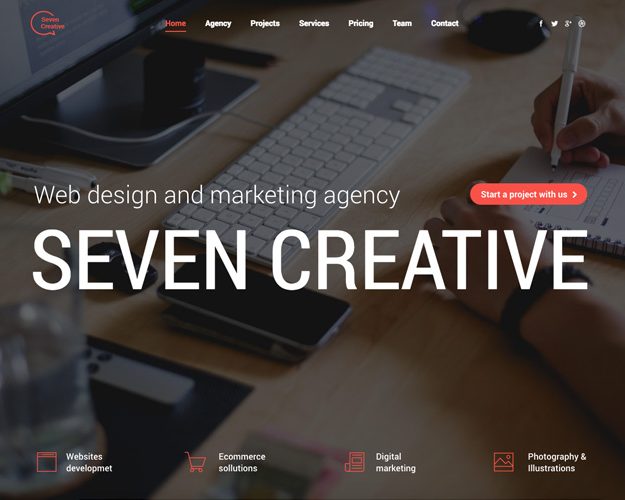 Seven
Creative
Home Agency Projects Services Pricing Team Contact
Web design and marketing agency
Start a project with us
SEVEN CREATIVE
Websites
developmet
Ecommerce
sollutions
Digital
marketing
Photography &
Illustrations